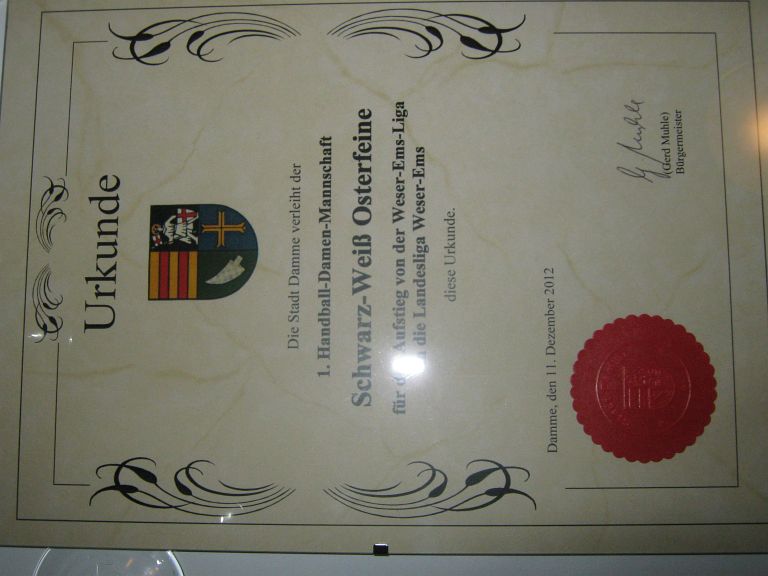 Urkunde
Die Stadt Damme verleiht der
1. Handball-Damen-Mannschaft
Schwarz-Weiß Osterfeine
für Aufstieg von der Weser-Ems-Liga
die Landesliga Weser-Ems
diese Urkunde.
Damme, den 11. Dezember 2012
(Gerd Muhle)
Bürgermeister